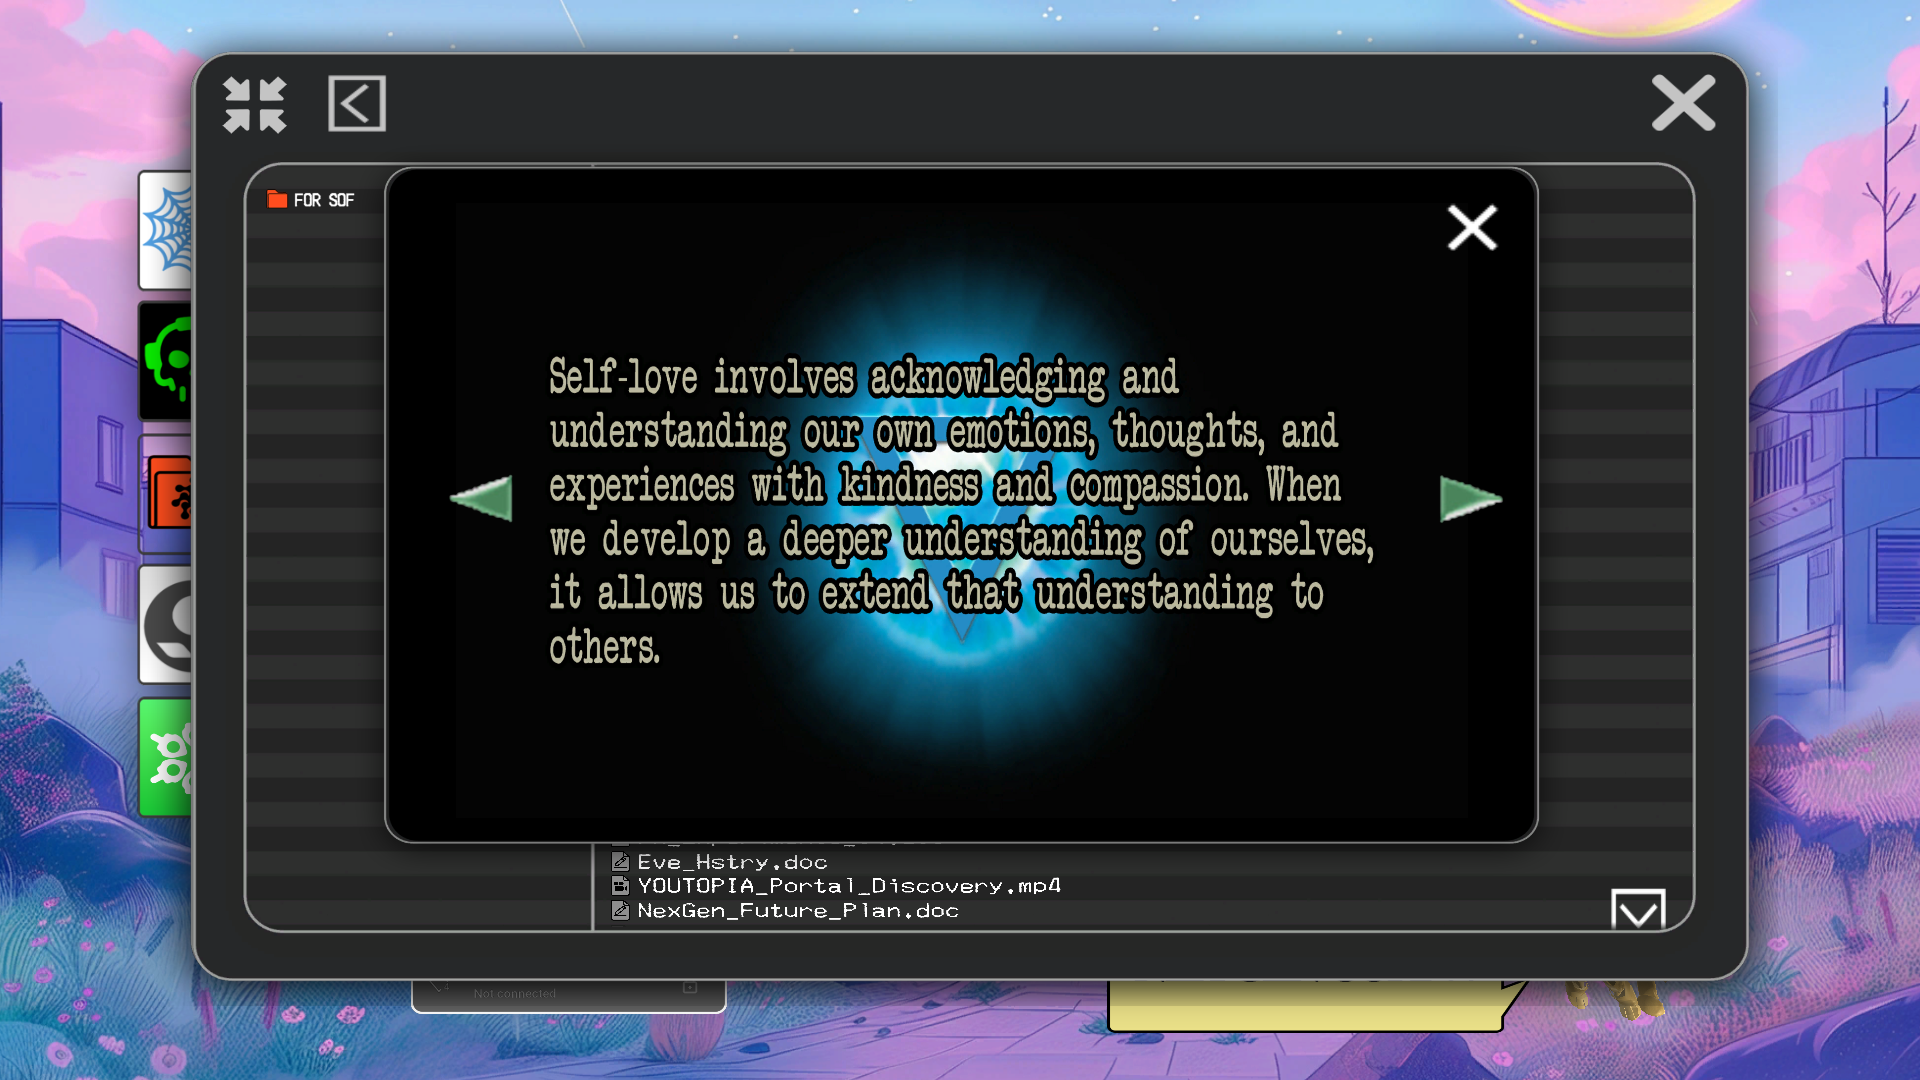 FOR SOF
Self-love involves acknowledging and
understanding our own emotions, thoughts, and
experiences with kindness and compassion. When
we develop a deeper understanding of ourselves,
it allows us to extend that understanding to
others.
Eve_Hstry.doc
YOUTOPIA_Portal_Discovery.mp4
NexGen_Future_Plan.doc
Not connected